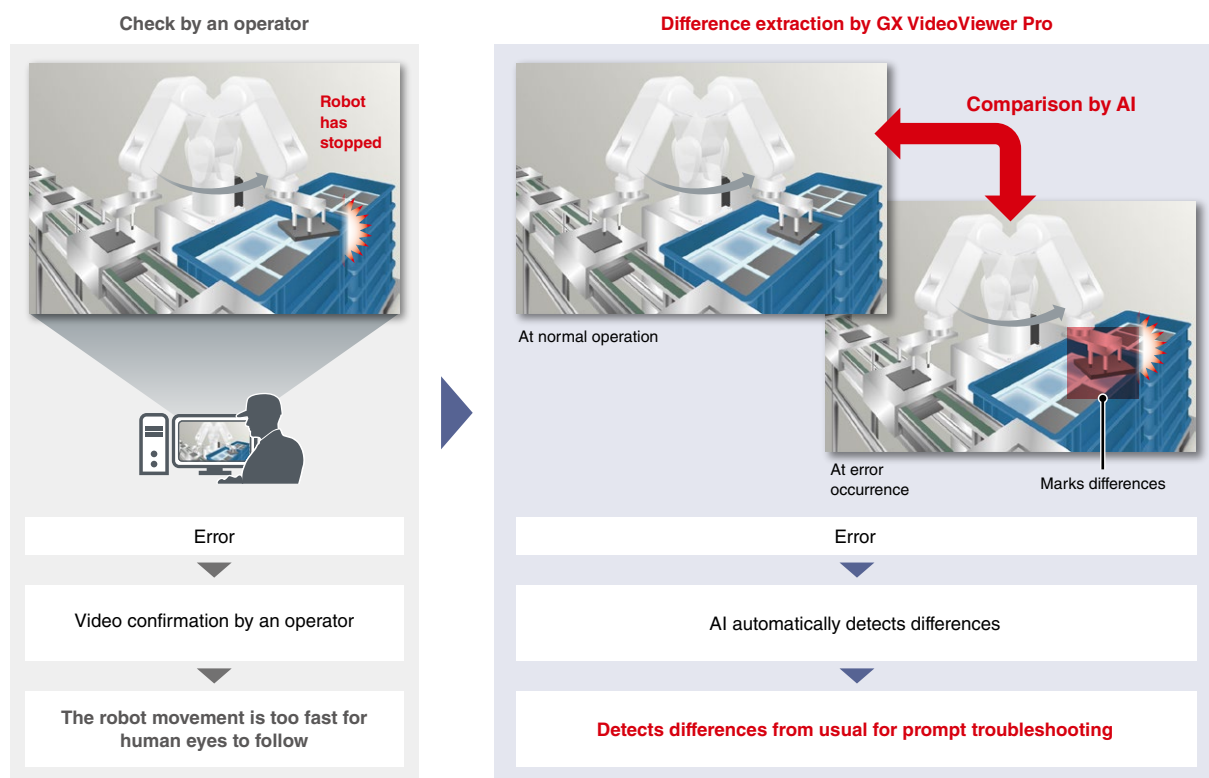 Check by an operator
Robot
has
stopped
Error
Video confirmation by an operator
The robot movement is too fast for
human eyes to follow
Difference extraction by GX VideoViewer Pro
Comparison by AI
At normal operation
At error
occurrence
Marks differences
Error
AI automatically detects differences
Detects differences from usual for prompt troubleshooting